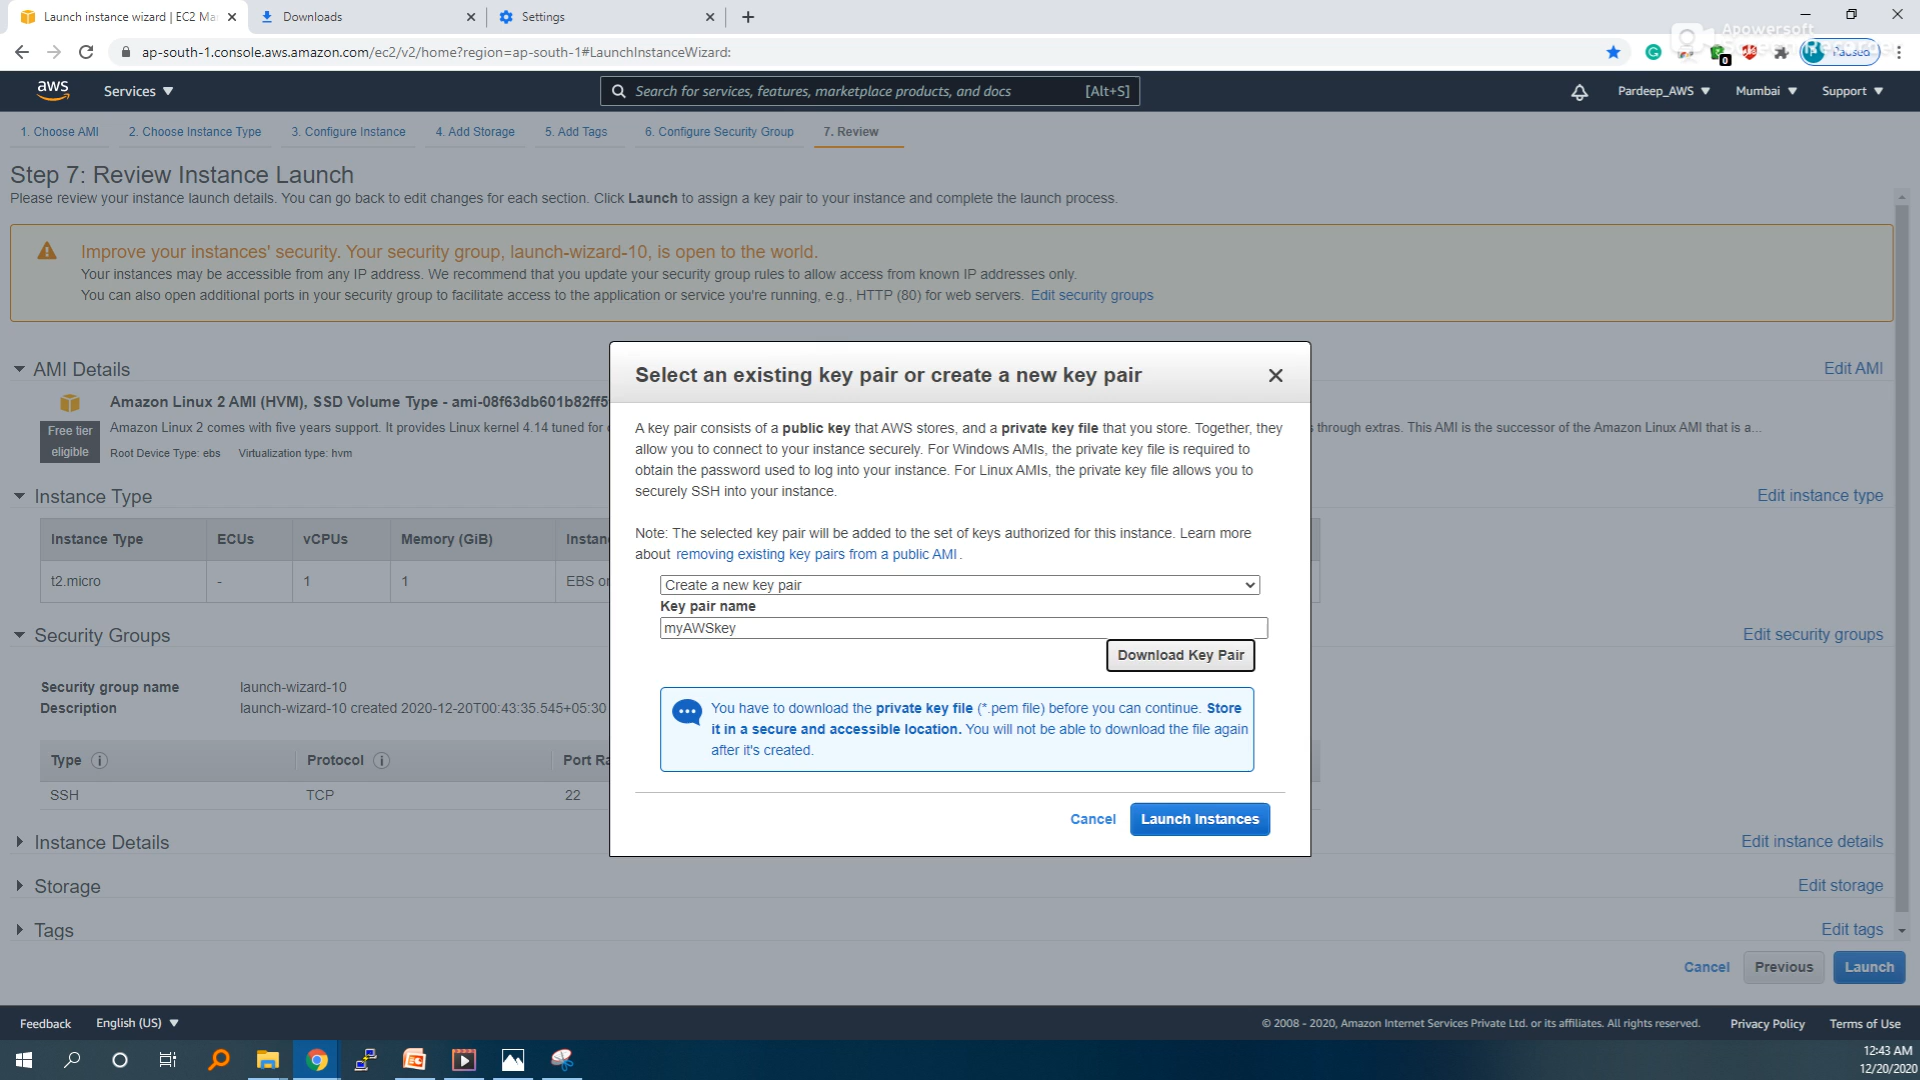 Launch instance wizard | EC2 Ma
Downloads
Settings
ap-south-1.console.aws.amazon.com/ec2/v2/home?region=ap-south-1#LaunchInstanceWizard:
Apowersoft
Screen Recorder
0
Paused
aws
Services
Search for services, features, marketplace products, and docs [Alt+S]
Pardeep_AWS
Mumbai
Support
1. Choose AMI
2. Choose Instance Type
3. Configure Instance
4. Add Storage
5. Add Tags
6. Configure Security Group
7. Review
Step 7: Review Instance Launch
Please review your instance launch details. You can go back to edit changes for each section. Click Launch to assign a key pair to your instance and complete the launch process.
Improve your instances' security. Your security group, launch-wizard-10, is open to the world.
Your instances may be accessible from any IP address. We recommend that you update your security group rules to allow access from known IP addresses only.
You can also open additional ports in your security group to facilitate access to the application or service you're running, e.g., HTTP (80) for web servers. Edit security groups
AMI Details
Edit AMI
Amazon Linux 2 AMI (HVM), SSD Volume Type - ami-08f63db601b82ff5
Free tier
eligible
Amazon Linux 2 comes with five years support. It provides Linux kernel 4.14 tuned for
through extras. This AMI is the successor of the Amazon Linux AMI that is a...
Root Device Type: ebs Virtualization type: hvm
Instance Type
Edit instance type
Instance Type
ECUs
vCPUs
Memory (GiB)
Instan
t2.micro
-
1
1
EBS o
Security Groups
Edit security groups
Security group name
launch-wizard-10
Description
launch-wizard-10 created 2020-12-20T00:43:35.545+05:30
Type
Protocol
Port Ra
SSH
TCP
22
Instance Details
Edit instance details
Storage
Edit storage
Tags
Edit tags
Select an existing key pair or create a new key pair
A key pair consists of a public key that AWS stores, and a private key file that you store. Together, they
allow you to connect to your instance securely. For Windows AMIs, the private key file is required to
obtain the password used to log into your instance. For Linux AMIs, the private key file allows you to
securely SSH into your instance.
Note: The selected key pair will be added to the set of keys authorized for this instance. Learn more
about removing existing key pairs from a public AMI .
Create a new key pair
Key pair name
myAWSkey
Download Key Pair
You have to download the private key file (*.pem file) before you can continue. Store
it in a secure and accessible location. You will not be able to download the file again
after it's created.
Cancel
Launch Instances
Cancel
Previous
Launch
Feedback
English (US)
© 2008 - 2020, Amazon Internet Services Private Ltd. or its affiliates. All rights reserved.
Privacy Policy
Terms of Use
12:43 AM
12/20/2020